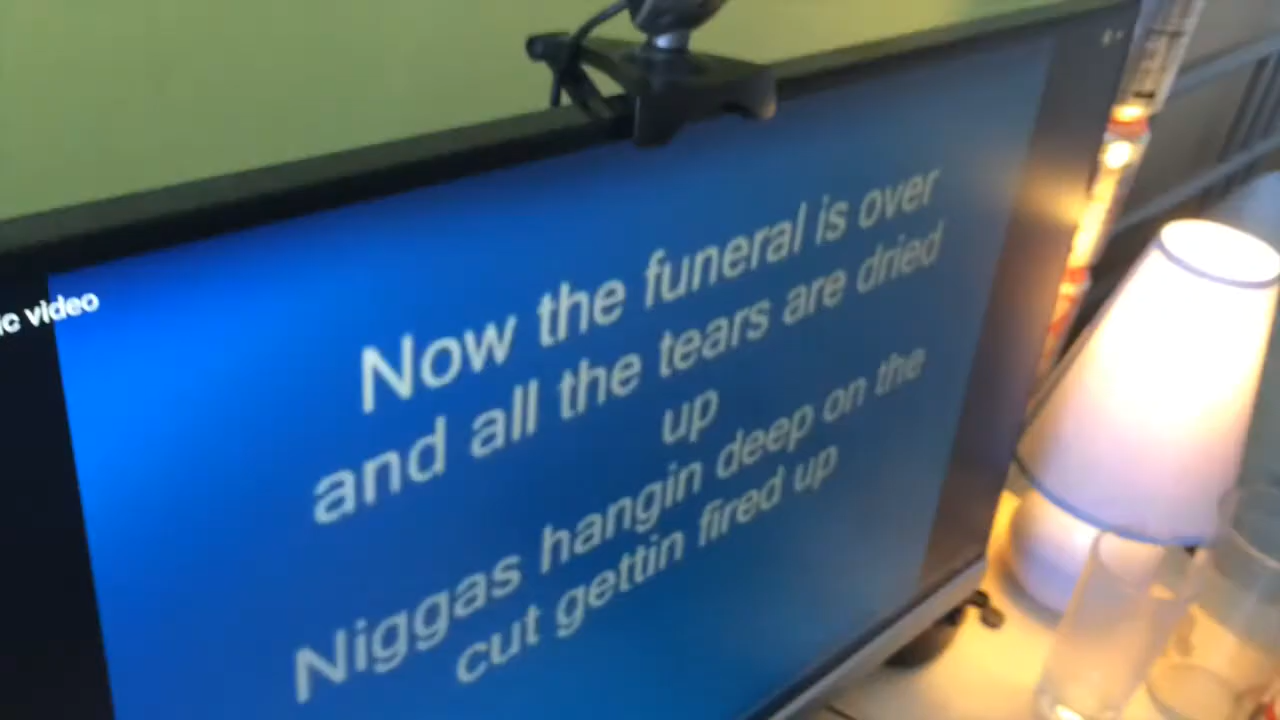 ic video
Now the funeral is over
and all the tears are dried
up
Niggas hangin deep on the
cut gettin fired up